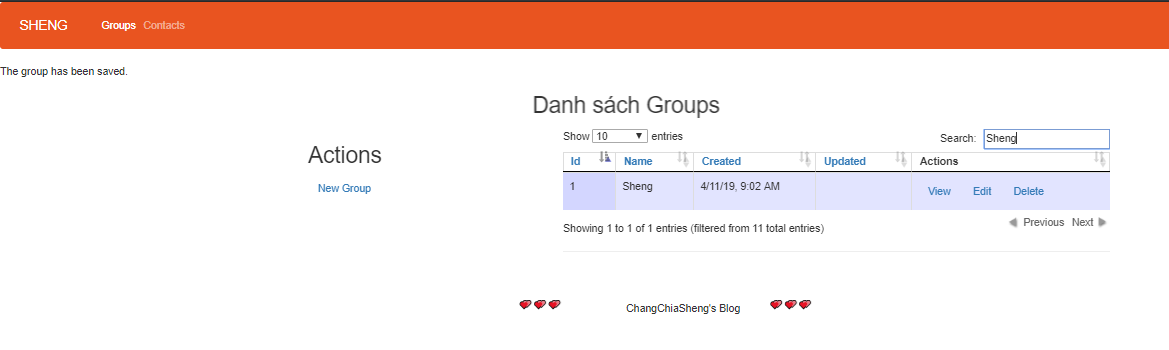 SHENG Groups Contacts
The group has been saved.
Danh sách Groups
Show 10 entries Search: Sheng
Actions
New Group
Id Name Created Updated Actions
1 Sheng 4/11/19, 9:02 AM View Edit Delete
Showing 1 to 1 of 1 entries (filtered from 11 total entries) Previous Next
ChangChiaSheng's Blog